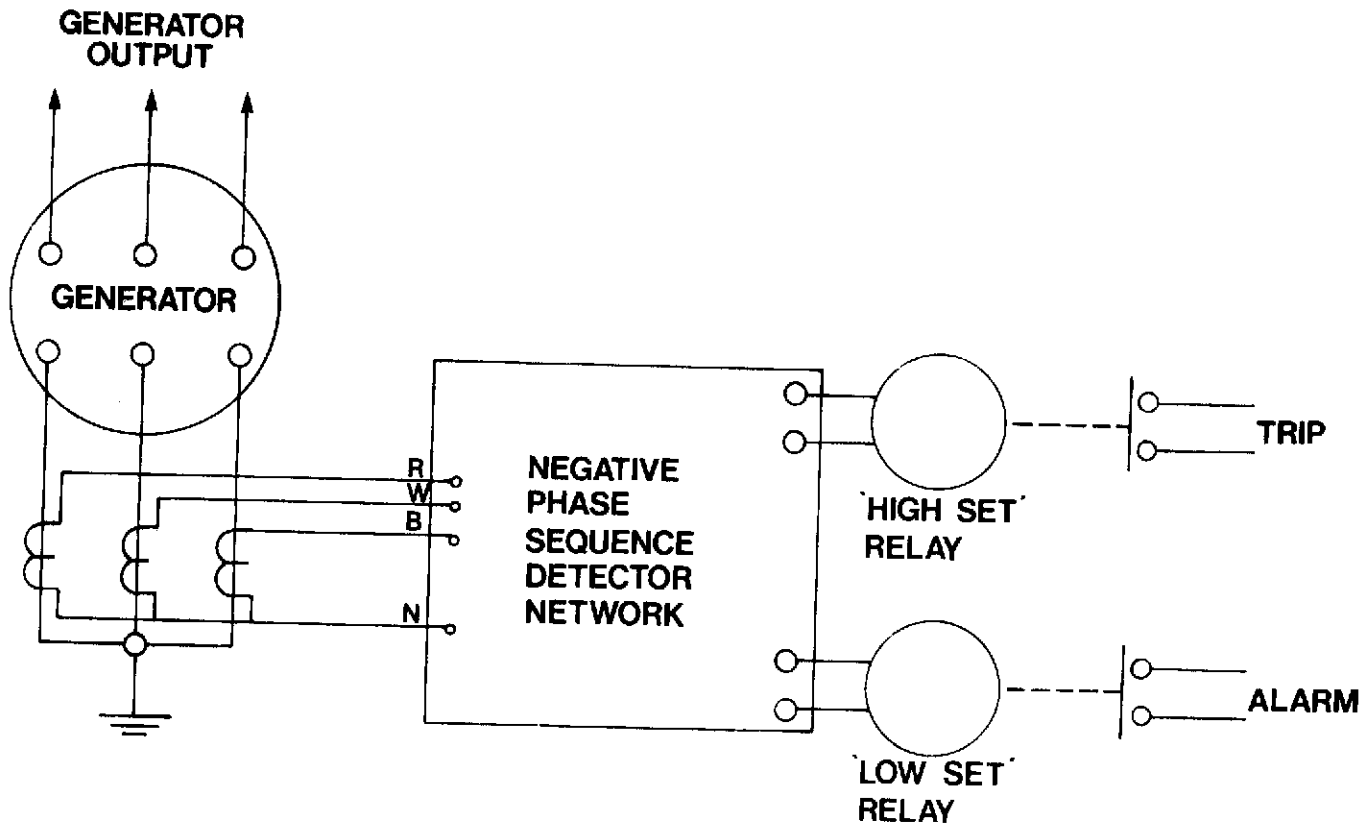 GENERATOR
OUTPUT
GENERATOR
R
W
B
N
NEGATIVE
PHASE
SEQUENCE
DETECTOR
NETWORK
'HIGH SET'
RELAY
TRIP
'LOW SET'
RELAY
ALARM